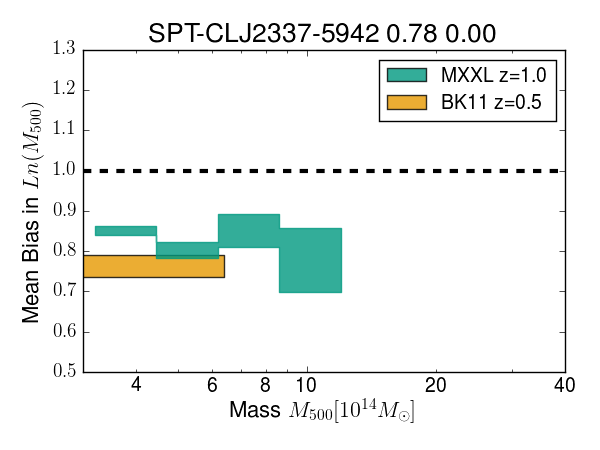 SPT-CLJ2337-5942 0.78 0.00
MXXL z=1.0
BK11 z=0.5
Mean Bias in Ln(M₅₀₀)
1.3
1.2
1.1
1.0
0.9
0.8
0.7
0.6
0.5
4 6 8 10 20 40
Mass M₅₀₀[10¹⁴M☉]